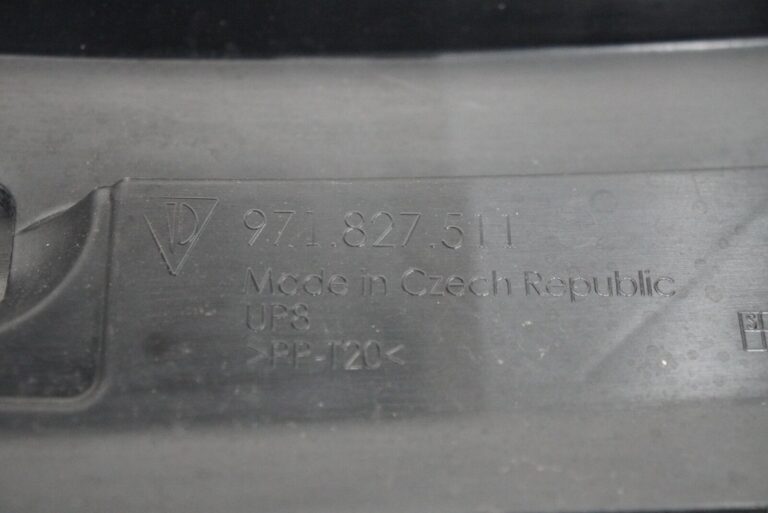 971.827.511
Made in Czech Republic
UP8
>PP-T20<